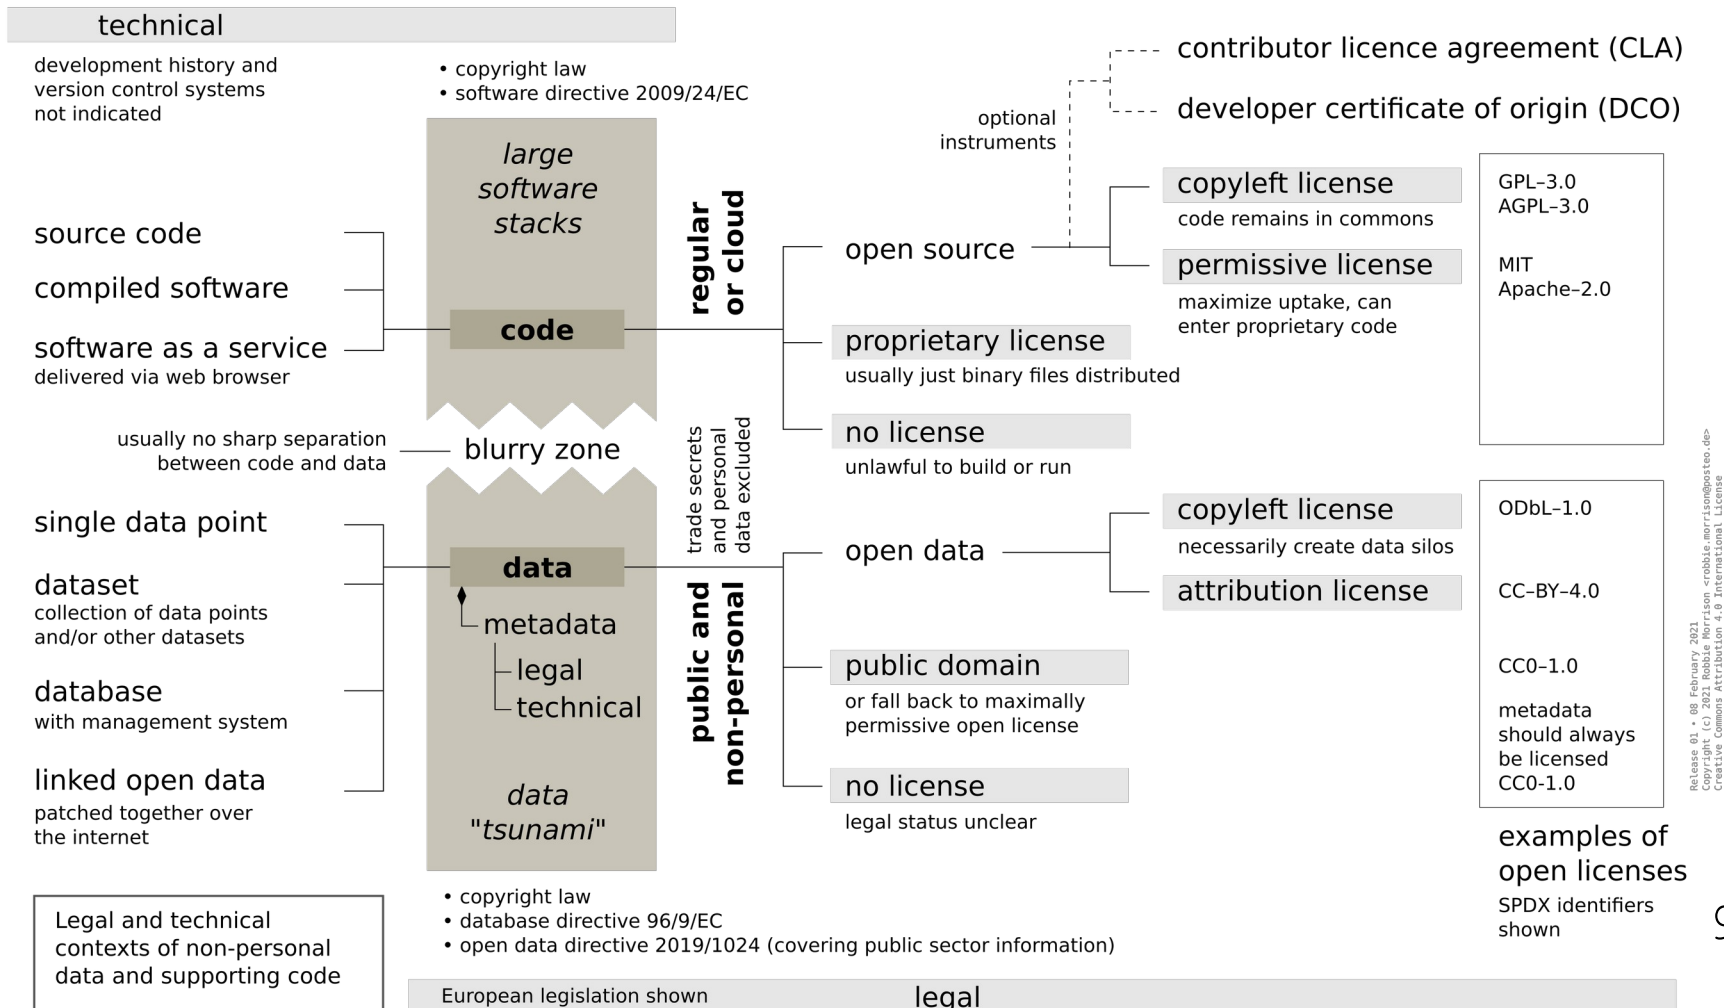 technical
development history and
version control systems
not indicated
• copyright law
• software directive 2009/24/EC
large
software
stacks
source code
compiled software
software as a service
delivered via web browser
code
regular
or cloud
optional
instruments
contributor licence agreement (CLA)
developer certificate of origin (DCO)
open source
copyleft license
code remains in commons
permissive license
maximize uptake, can
enter proprietary code
GPL–3.0
AGPL–3.0
MIT
Apache–2.0
proprietary license
usually just binary files distributed
no license
unlawful to build or run
usually no sharp separation
between code and data
blurry zone
trade secrets
and personal
data excluded
single data point
dataset
collection of data points
and/or other datasets
database
with management system
linked open data
patched together over
the internet
data
metadata
legal
technical
data
"tsunami"
public and
non-personal
open data
copyleft license
necessarily create data silos
attribution license
public domain
or fall back to maximally
permissive open license
no license
legal status unclear
ODbL–1.0
CC–BY–4.0
CC0–1.0
metadata
should always
be licensed
CC0-1.0
examples of
open licenses
SPDX identifiers
shown
Release 01 • 08 February 2021
Copyright (c) 2021 Robbie Morrison <robbie.morrison@posteo.de>
Creative Commons Attribution 4.0 International License
• copyright law
• database directive 96/9/EC
• open data directive 2019/1024 (covering public sector information)
Legal and technical
contexts of non-personal
data and supporting code
European legislation shown
legal